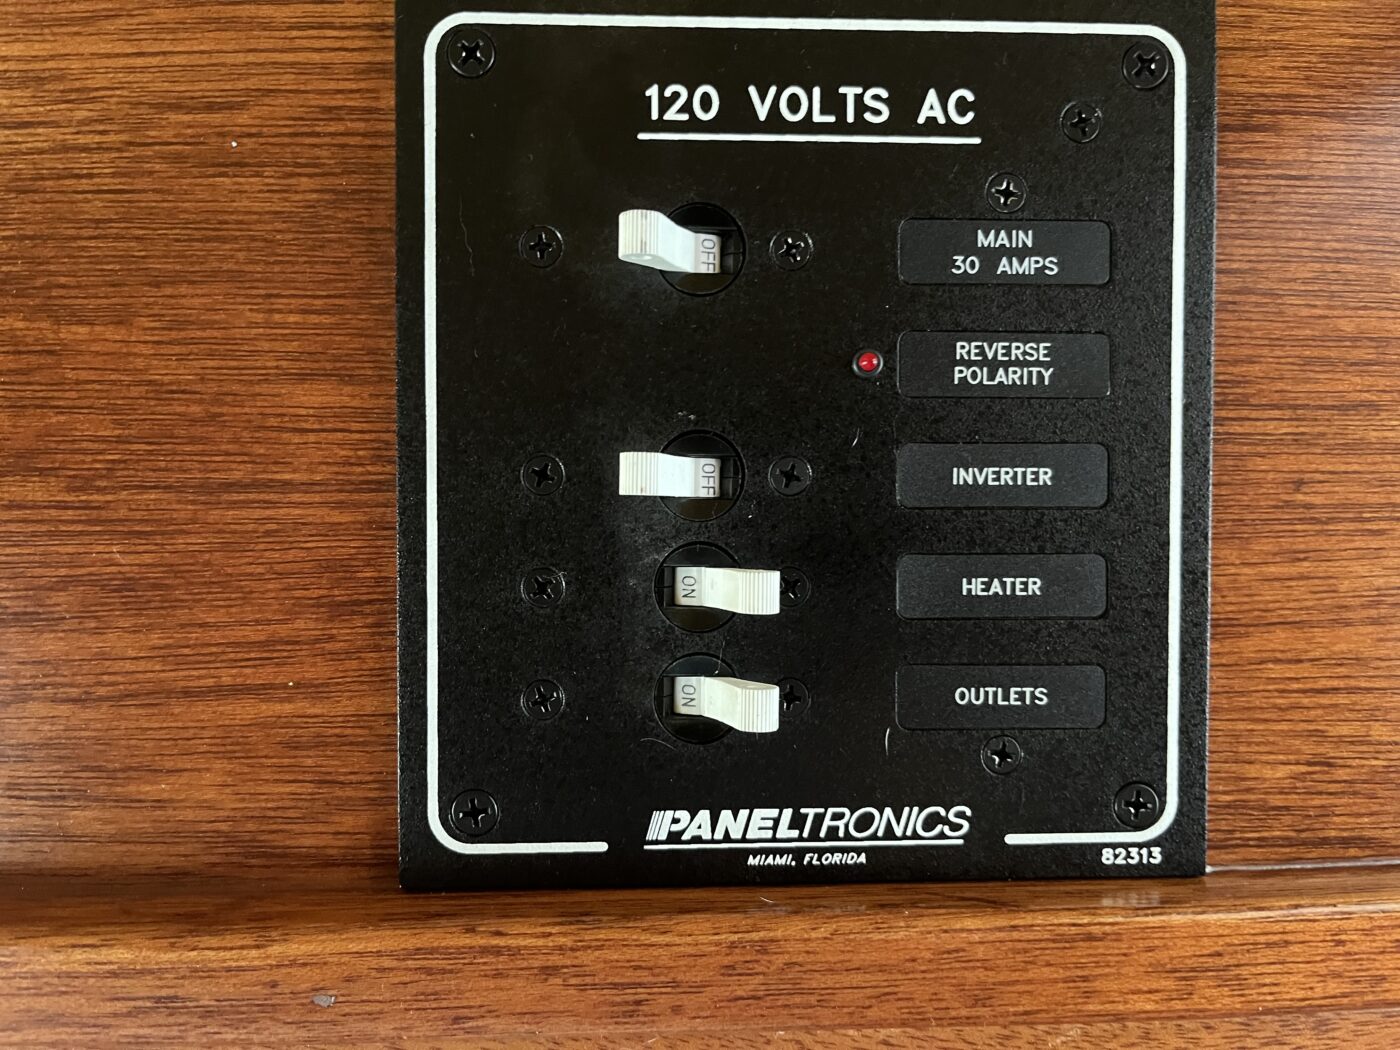 120 VOLTS AC
OFF
MAIN
30 AMPS
REVERSE
POLARITY
OFF
INVERTER
ON
HEATER
ON
OUTLETS
PANELTRONICS
MIAMI, FLORIDA
82313